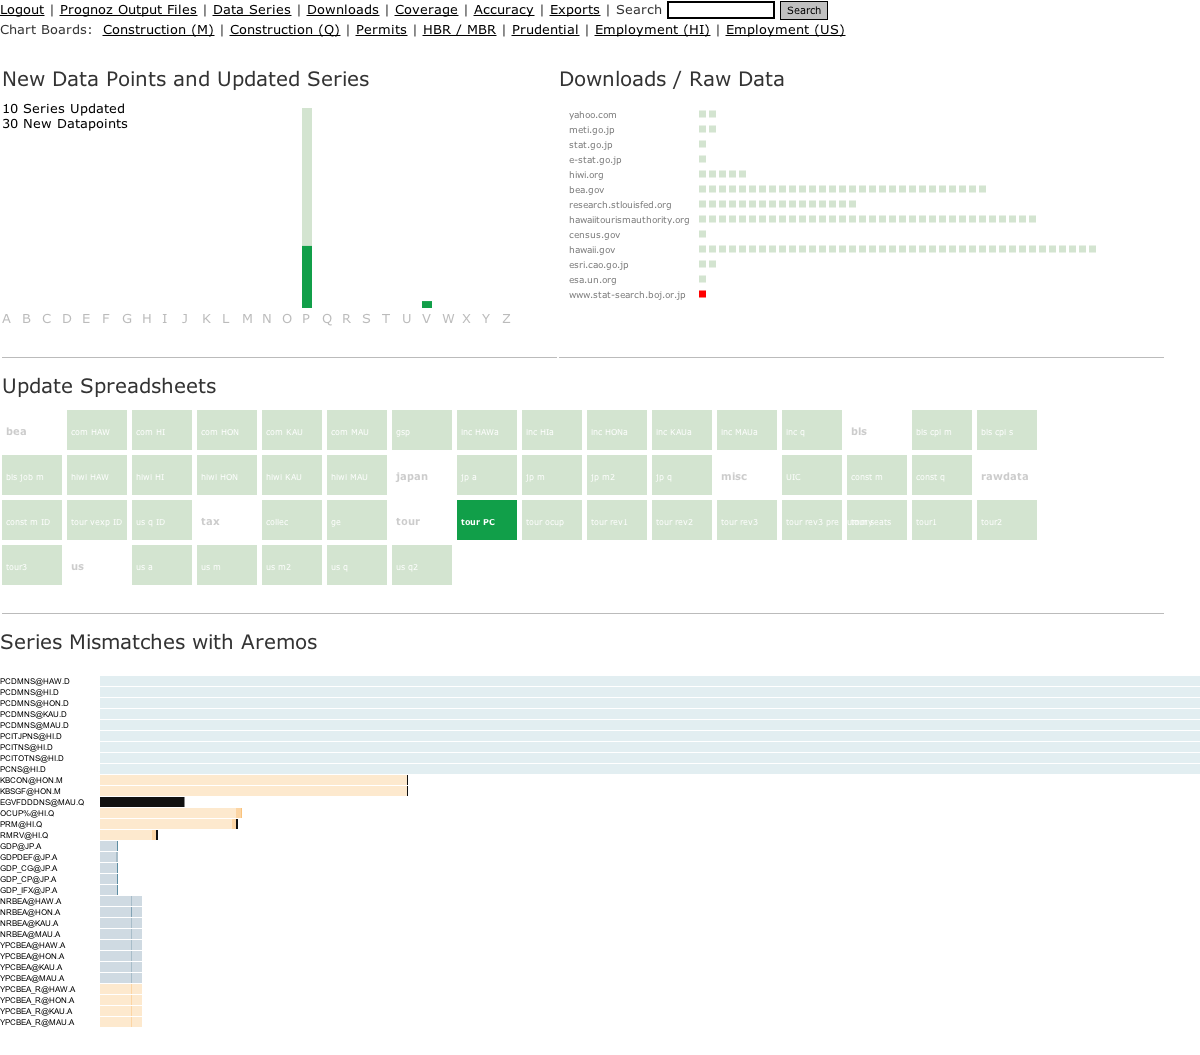 Logout | Prognoz Output Files | Data Series | Downloads | Coverage | Accuracy | Exports | Search Search
Chart Boards: Construction (M) | Construction (Q) | Permits | HBR / MBR | Prudential | Employment (HI) | Employment (US)
New Data Points and Updated Series
10 Series Updated
30 New Datapoints
A B C D E F G H I J K L M N O P Q R S T U V W X Y Z
Downloads / Raw Data
yahoo.com
meti.go.jp
stat.go.jp
e-stat.go.jp
hiwi.org
bea.gov
research.stlouisfed.org
hawaiitourismauthority.org
census.gov
hawaii.gov
esri.cao.go.jp
esa.un.org
www.stat-search.boj.or.jp
Update Spreadsheets
bea com HAW com HI com HON com KAU com MAU gsp inc HAWa inc HIa inc HONa inc KAUa inc MAUa inc q bls bls cpi m bls cpi s
bls job m hiwi HAW hiwi HI hiwi HON hiwi KAU hiwi MAU japan jp a jp m jp m2 jp q misc UIC const m const q rawdata
const m ID tour vexp ID us q ID tax collec ge tour tour PC tour ocup tour rev1 tour rev2 tour rev3 tour rev3 pre tour seats tour1 tour2
tour3 us us a us m us m2 us q us q2
Series Mismatches with Aremos
PCDMNS@HAW.D
PCDMNS@HI.D
PCDMNS@HON.D
PCDMNS@KAU.D
PCDMNS@MAU.D
PCITJPNS@HI.D
PCITNS@HI.D
PCITOTNS@HI.D
PCNS@HI.D
KBCON@HON.M
KBSGF@HON.M
EGVFDDDNS@MAU.Q
OCUP%@HI.Q
PRM@HI.Q
RMRV@HI.Q
GDP@JP.A
GDPDEF@JP.A
GDP_CG@JP.A
GDP_CP@JP.A
GDP_IFX@JP.A
NRBEA@HAW.A
NRBEA@HON.A
NRBEA@KAU.A
NRBEA@MAU.A
YPCBEA@HAW.A
YPCBEA@HON.A
YPCBEA@KAU.A
YPCBEA@MAU.A
YPCBEA_R@HAW.A
YPCBEA_R@HON.A
YPCBEA_R@KAU.A
YPCBEA_R@MAU.A